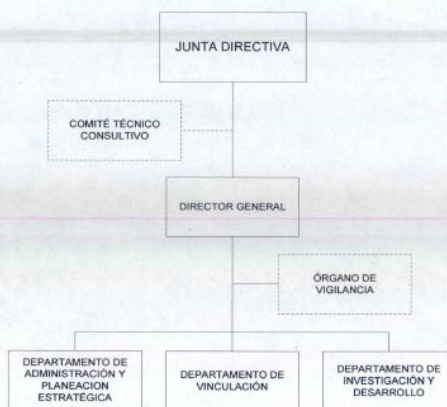 JUNTA DIRECTIVA
COMITÉ TÉCNICO
CONSULTIVO
DIRECTOR GENERAL
ÓRGANO DE
VIGILANCIA
DEPARTAMENTO DE
ADMINISTRACIÓN Y
PLANEACION
ESTRATÉGICA
DEPARTAMENTO DE
VINCULACIÓN
DEPARTAMENTO DE
INVESTIGACIÓN Y
DESARROLLO